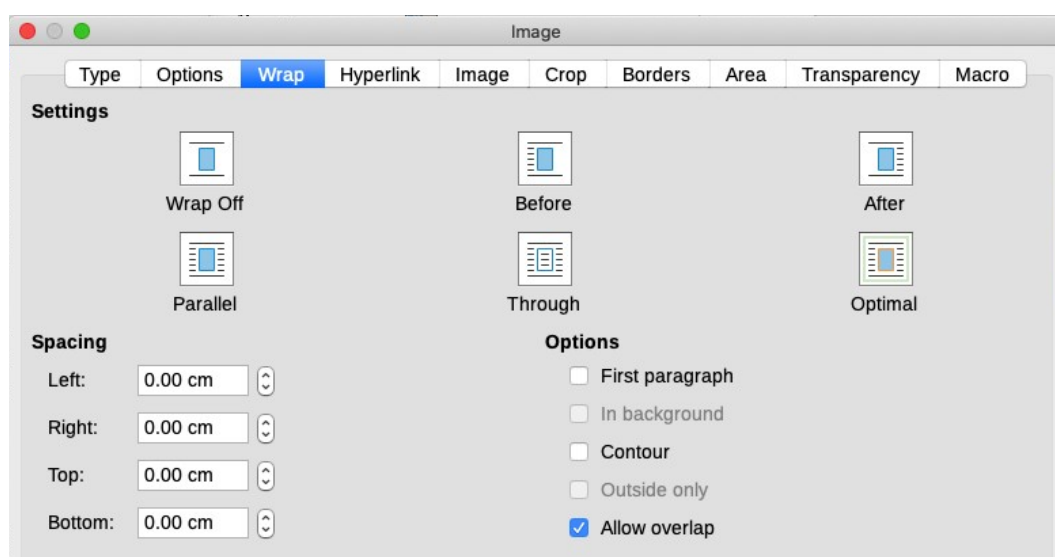 Image
Type Options Wrap Hyperlink Image Crop Borders Area Transparency Macro
Settings
Wrap Off Before After
Parallel Through Optimal
Spacing
Left: 0.00 cm
Right: 0.00 cm
Top: 0.00 cm
Bottom: 0.00 cm
Options
First paragraph
In background
Contour
Outside only
Allow overlap